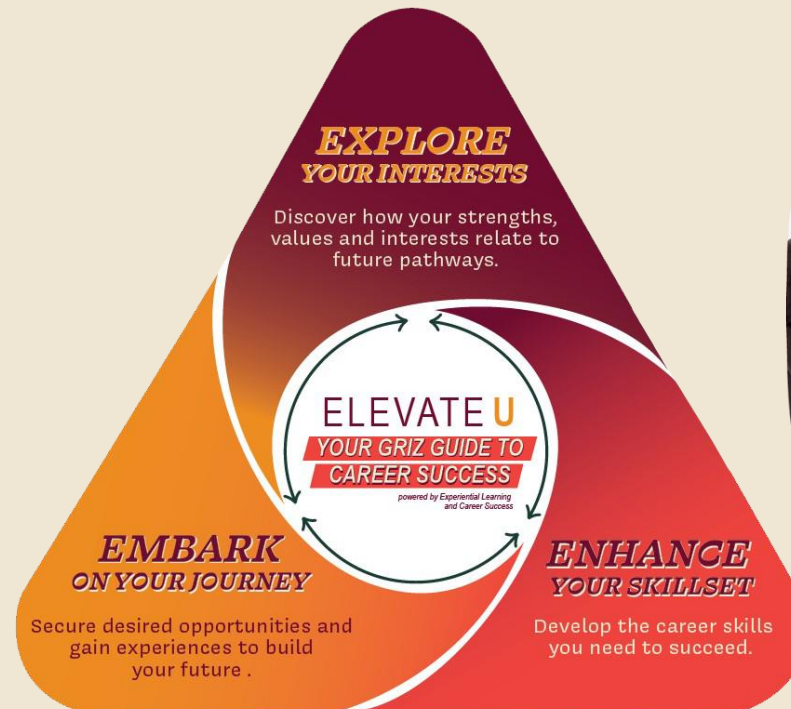 EXPLORE
YOUR INTERESTS
Discover how your strengths,
values and interests relate to
future pathways.
ELEVATE U
YOUR GRIZ GUIDE TO
CAREER SUCCESS
powered by Experiential Learning
and Career Success
EMBARK
ON YOUR JOURNEY
Secure desired opportunities and
gain experiences to build
your future .
ENHANCE
YOUR SKILLSET
Develop the career skills
you need to succeed.